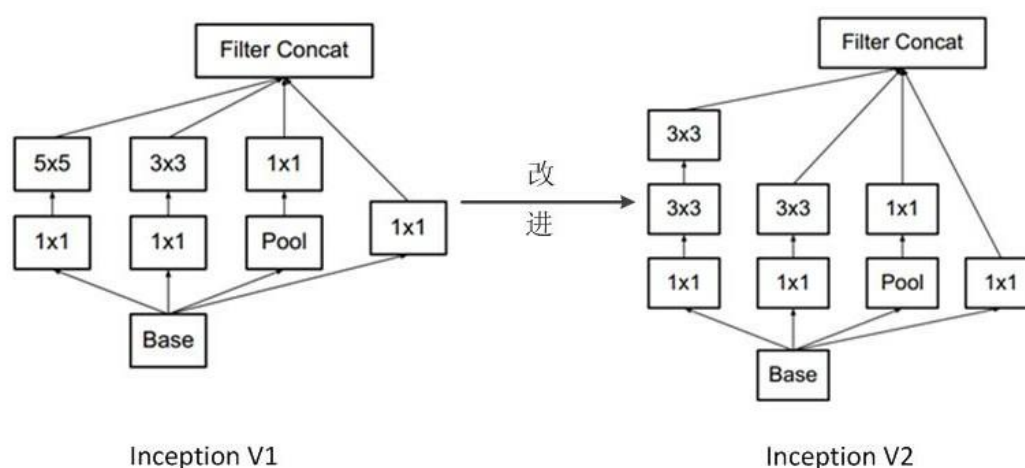 Filter Concat
5x5
3x3
1x1
1x1
1x1
Pool
1x1
Base
Inception V1
改
进
Filter Concat
3x3
3x3
3x3
1x1
1x1
1x1
Pool
1x1
Base
Inception V2